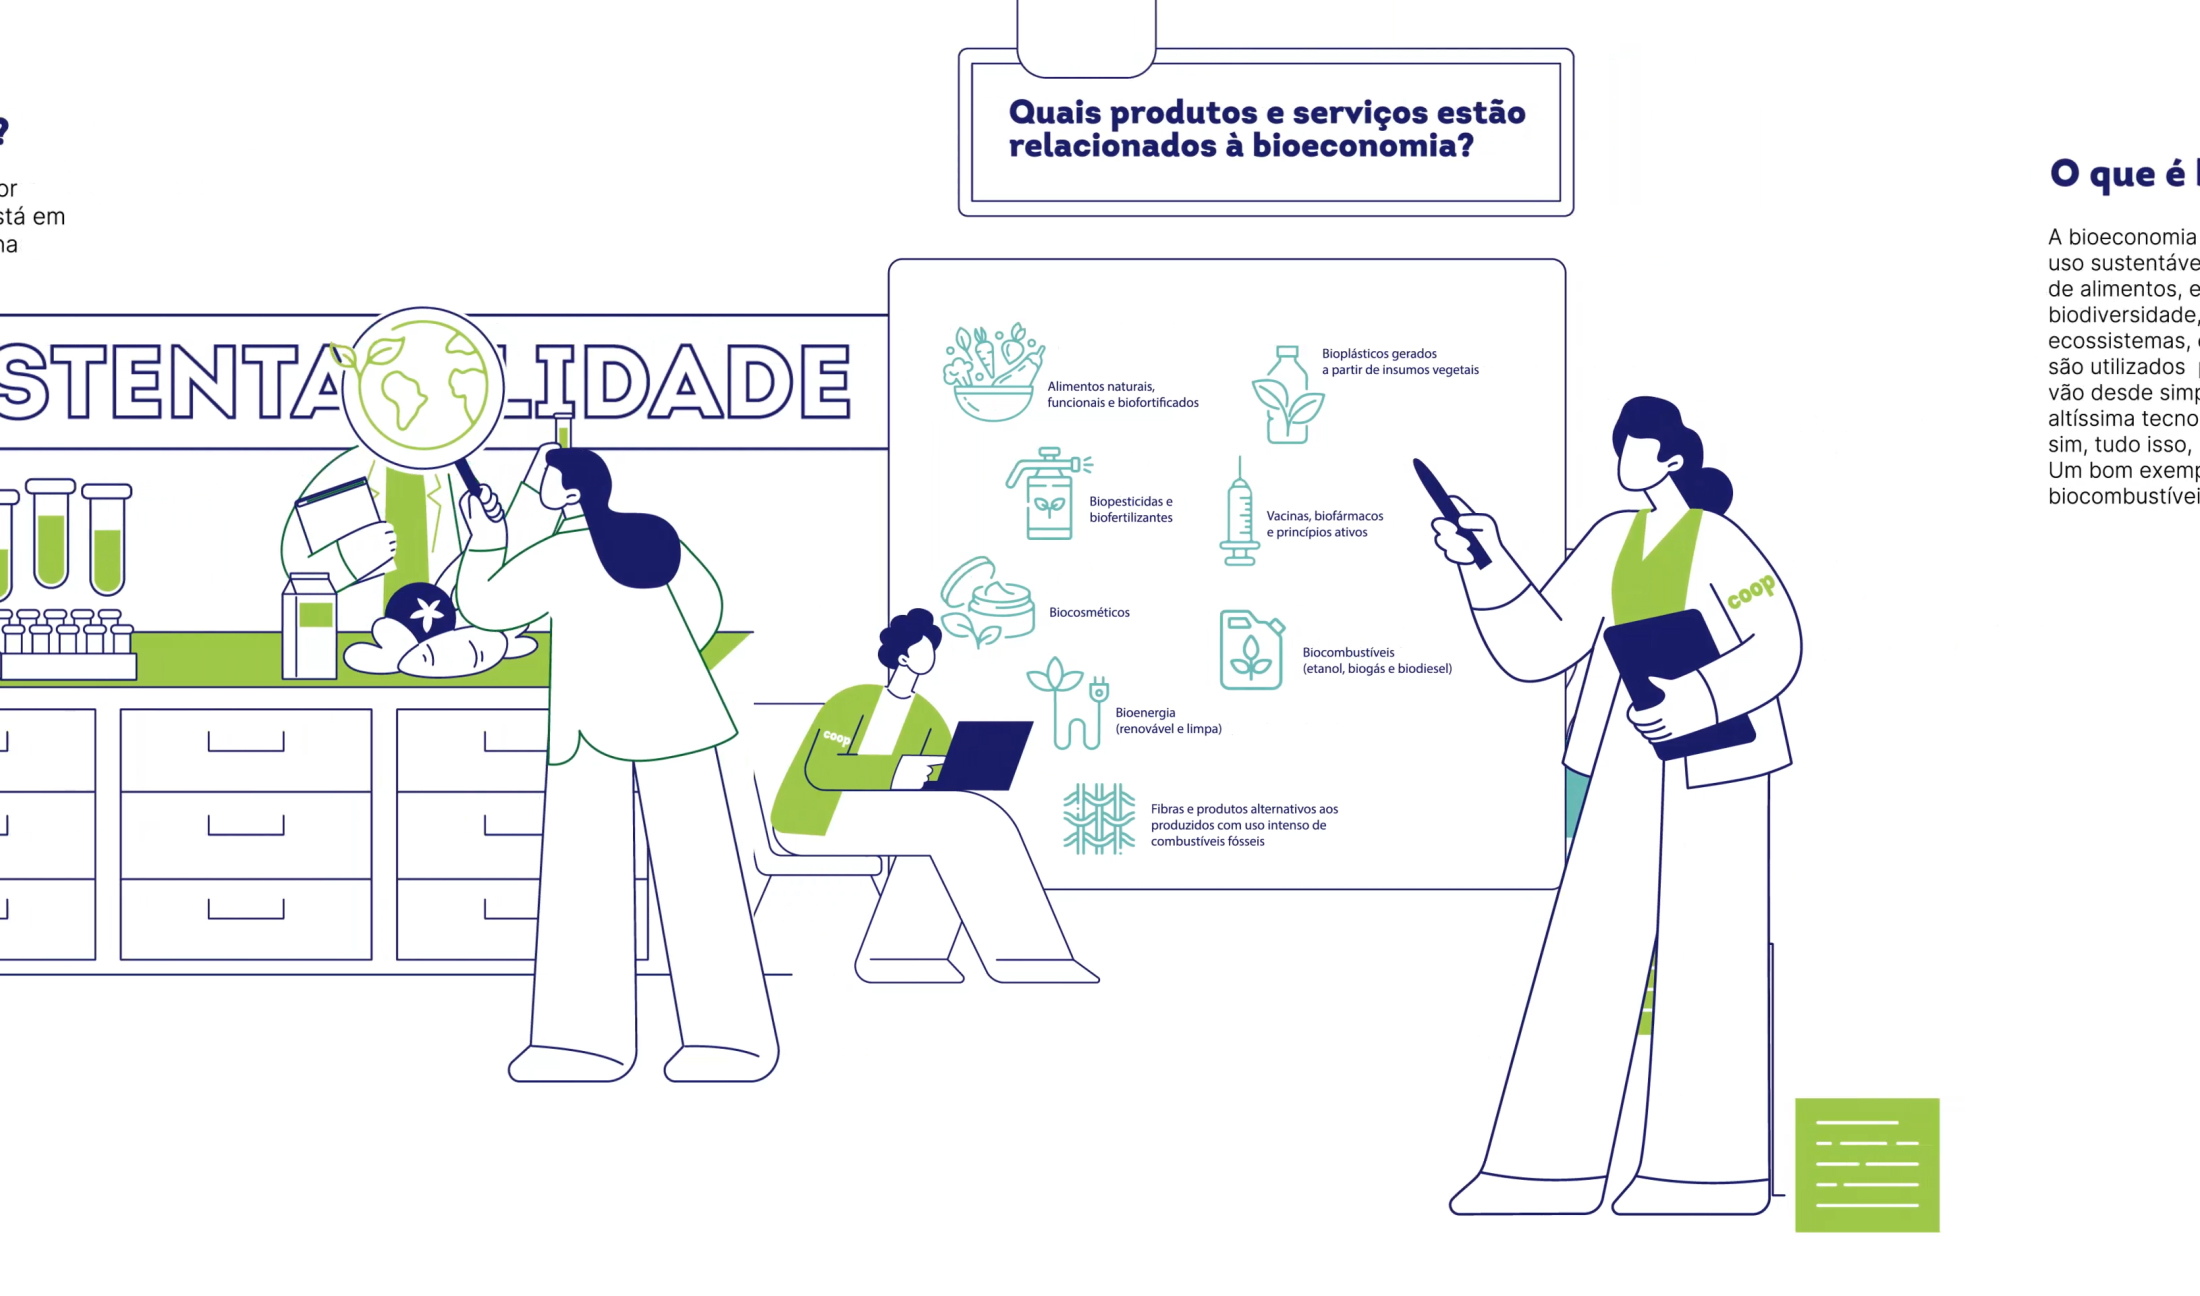 ?
or
stá em
na
STENTA LIDADE
Quais produtos e serviços estão
relacionados à bioeconomia?
Alimentos naturais,
funcionais e biofortificados
Bioplásticos gerados
a partir de insumos vegetais
Biopesticidas e
biofertilizantes
Vacinas, biofármacos
e princípios ativos
Biocosméticos
Biocombustíveis
(etanol, biogás e biodiesel)
Bioenergia
(renovável e limpa)
Fibras e produtos alternativos aos
produzidos com uso intenso de
combustíveis fósseis
coop
coop
O que é
A bioeconomia
uso sustentáve
de alimentos, e
biodiversidade,
ecossistemas,
são utilizados
vão desde simp
altíssima tecno
sim, tudo isso,
Um bom exemp
biocombustívei